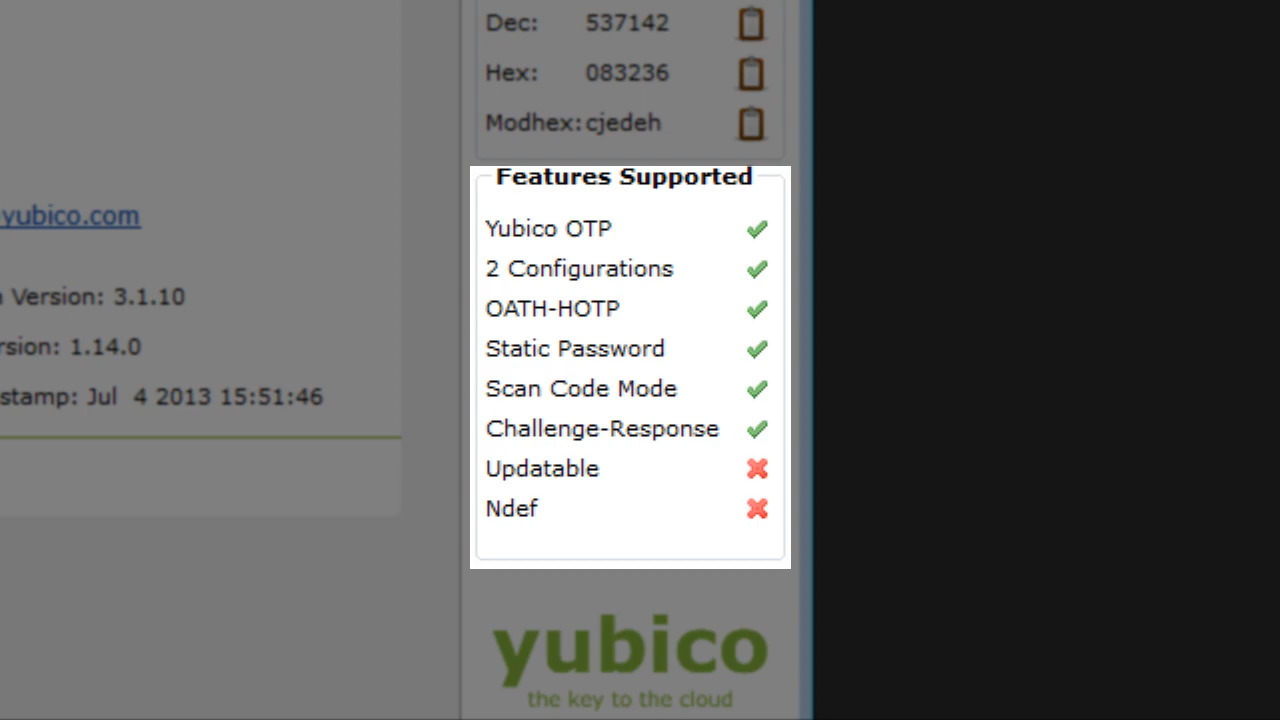 Dec: 537142
Hex: 083236
Modhex: cjedeh
Features Supported
Yubico OTP
2 Configurations
OATH-HOTP
Static Password
Scan Code Mode
Challenge-Response
Updatable
Ndef
yubico.com
Version: 3.1.10
rsion: 1.14.0
stamp: Jul 4 2013 15:51:46
yubico
the key to the cloud